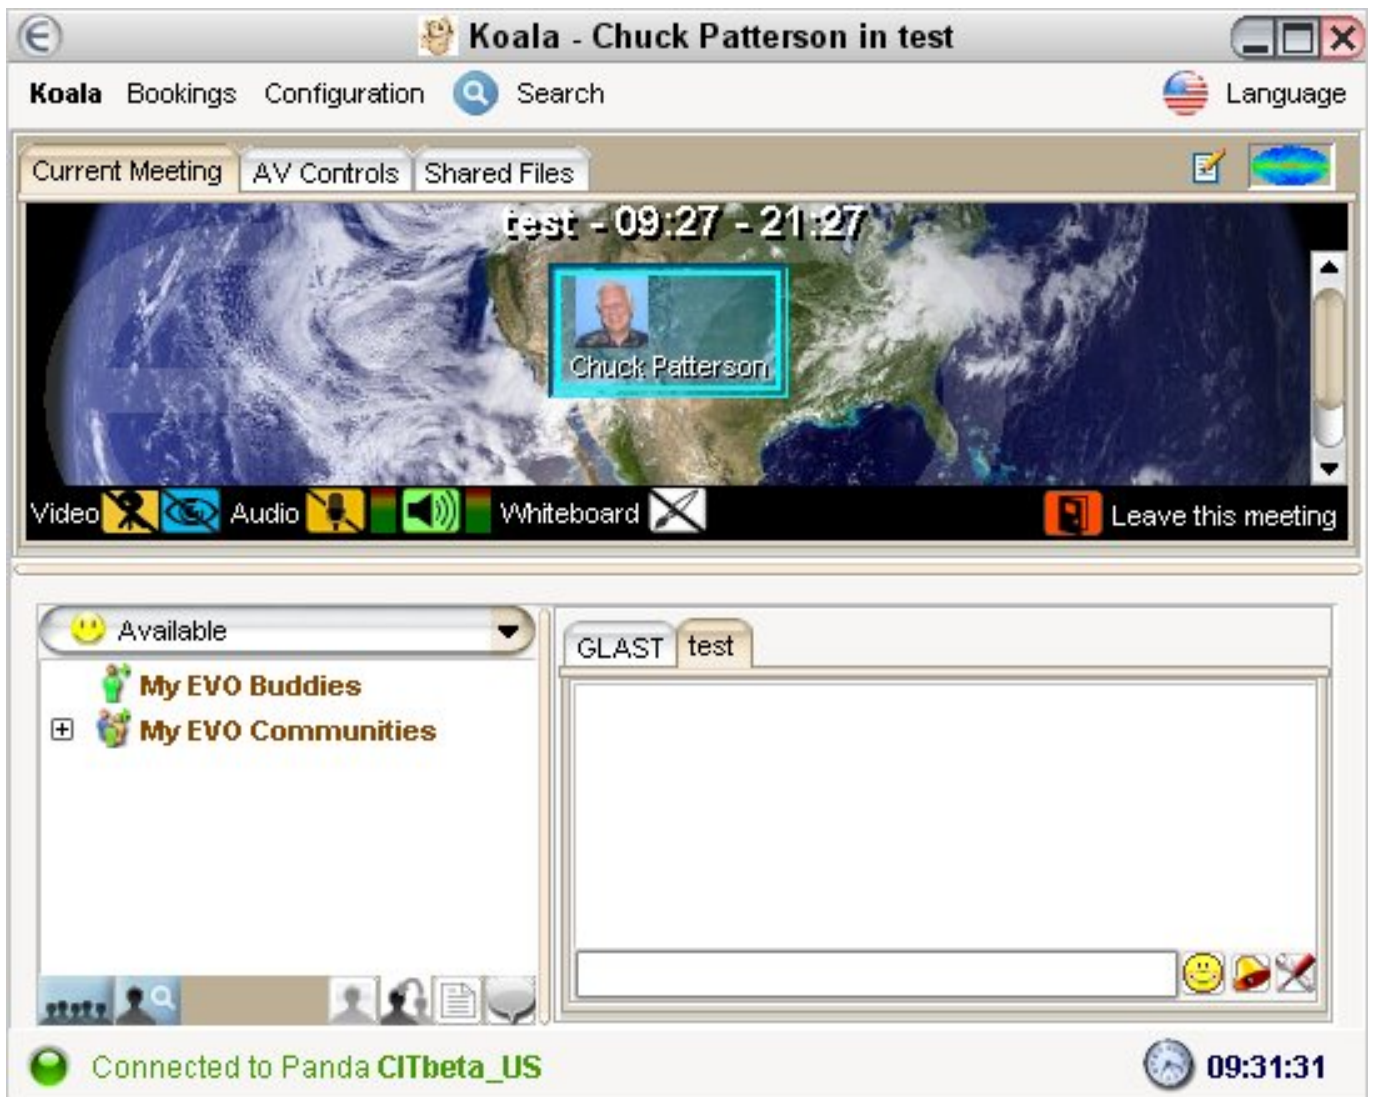 Koala - Chuck Patterson in test
Koala Bookings Configuration Search Language
Current Meeting AV Controls Shared Files
test - 09:27 - 21:27
Chuck Patterson
Video Audio Whiteboard Leave this meeting
Available
My EVO Buddies
My EVO Communities
GLAST test
Connected to Panda CITbeta_US 09:31:31